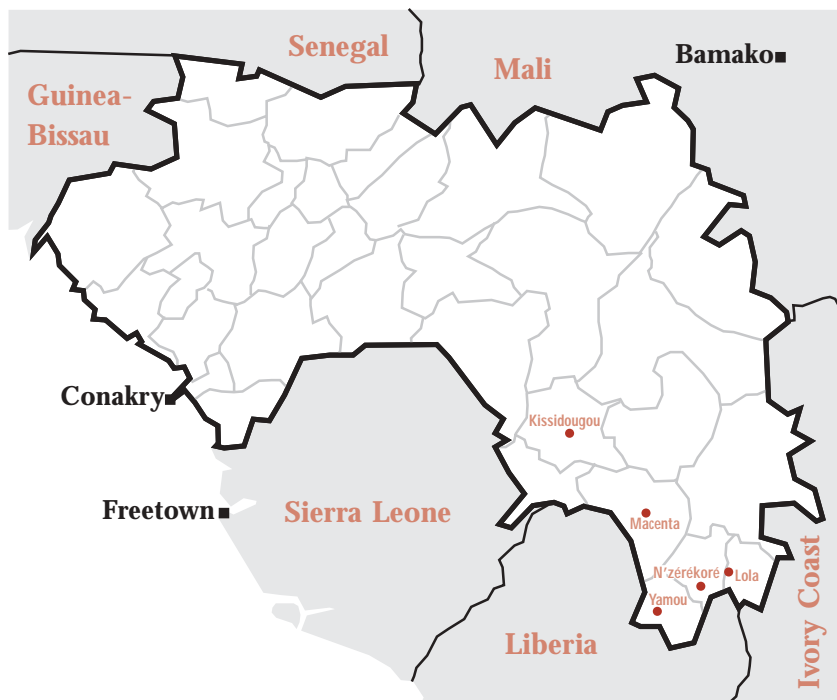 Senegal
Mali
Bamako
Guinea-
Bissau
Conakry
Kissidougou
Freetown
Sierra Leone
Macenta
N'zérékoré
Lola
Yamou
Liberia
Ivory Coast